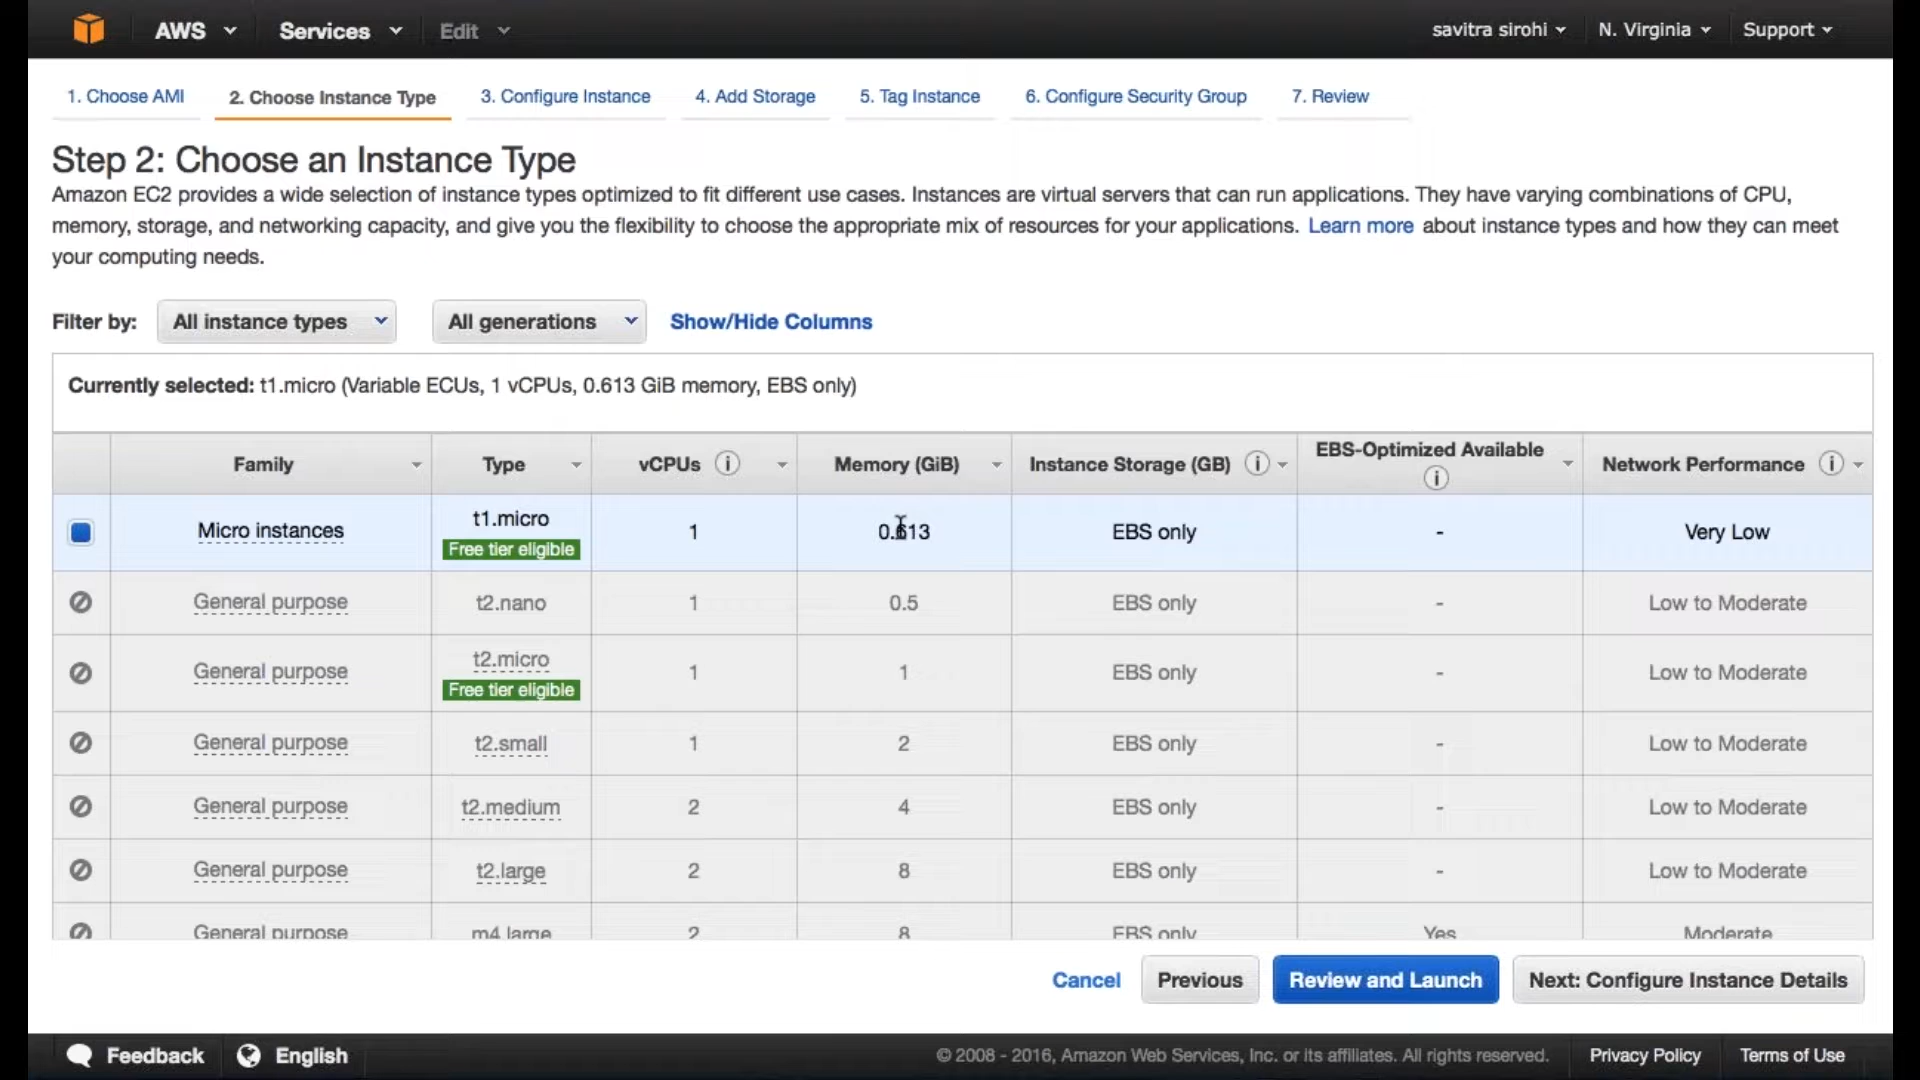 AWS Services Edit savitra sirohi N. Virginia Support
1. Choose AMI 2. Choose Instance Type 3. Configure Instance 4. Add Storage 5. Tag Instance 6. Configure Security Group 7. Review
Step 2: Choose an Instance Type
Amazon EC2 provides a wide selection of instance types optimized to fit different use cases. Instances are virtual servers that can run applications. They have varying combinations of CPU,
memory, storage, and networking capacity, and give you the flexibility to choose the appropriate mix of resources for your applications. Learn more about instance types and how they can meet
your computing needs.
Filter by: All instance types All generations Show/Hide Columns
Currently selected: t1.micro (Variable ECUs, 1 vCPUs, 0.613 GiB memory, EBS only)
Family Type vCPUs Memory (GiB) Instance Storage (GB) EBS-Optimized Available Network Performance
Micro instances t1.micro 1 0.613 EBS only - Very Low
Free tier eligible
General purpose t2.nano 1 0.5 EBS only - Low to Moderate
General purpose t2.micro 1 1 EBS only - Low to Moderate
Free tier eligible
General purpose t2.small 1 2 EBS only - Low to Moderate
General purpose t2.medium 2 4 EBS only - Low to Moderate
General purpose t2.large 2 8 EBS only - Low to Moderate
General purpose m4.large 2 8 EBS only Yes Moderate
Cancel Previous Review and Launch Next: Configure Instance Details
Feedback English © 2008 - 2016, Amazon Web Services, Inc. or its affiliates. All rights reserved. Privacy Policy Terms of Use